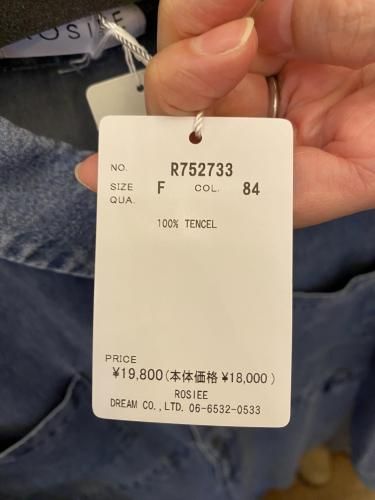 ROSIEE
NO. R752733
SIZE F COL. 84
QUA.
100% TENCEL
PRICE
¥19,800(本体価格 ¥18,000)
ROSIEE
DREAM CO.,LTD. 06-6532-0533